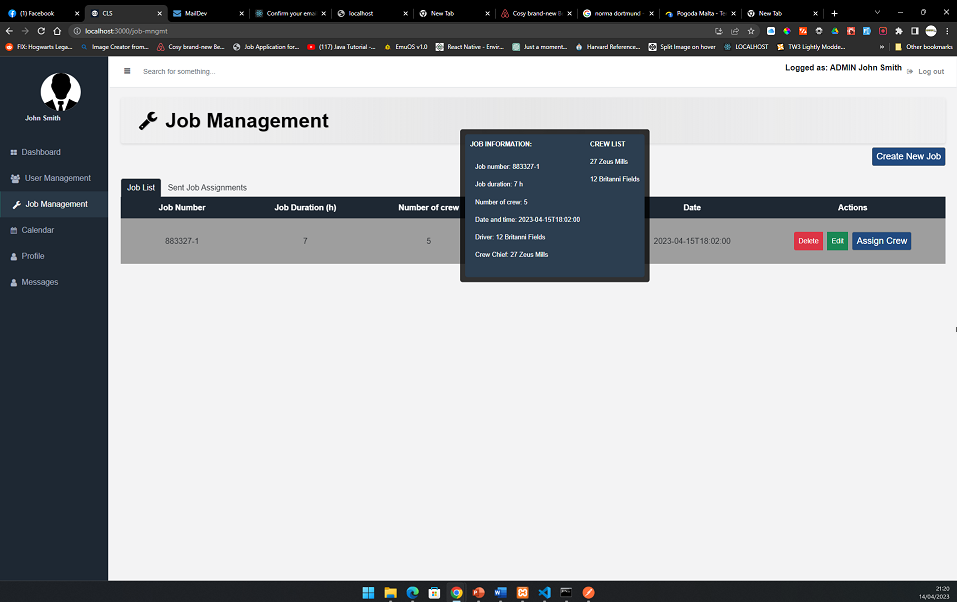 (1) Facebook
CLS
MailDev
Confirm your emai
localhost
New Tab
Cosy brand-new B
norma dortmund
Pogoda Malta - Te
New Tab
localhost:3000/job-mngmt
FIX: Hogwarts Lega...
Image Creator from...
Cosy brand-new Be...
Job Application for...
(117) Java Tutorial -...
EmuOS v1.0
React Native - Envir...
Just a moment...
Harvard Reference...
Split Image on hover
LOCALHOST
TW3 Lightly Modde...
»
Other bookmarks
John Smith
Dashboard
User Management
Job Management
Calendar
Profile
Messages
Search for something...
Logged as: ADMIN John Smith
Log out
Job Management
Create New Job
Job List
Sent Job Assignments
Job Number
Job Duration (h)
Number of crew
Date
Actions
883327-1
7
5
2023-04-15T18:02:00
Delete
Edit
Assign Crew
JOB INFORMATION:
Job number: 883327-1
Job duration: 7 h
Number of crew: 5
Date and time: 2023-04-15T18:02:00
Driver: 12 Britanni Fields
Crew Chief: 27 Zeus Mills
CREW LIST
27 Zeus Mills
12 Britanni Fields
21:20
14/04/2023